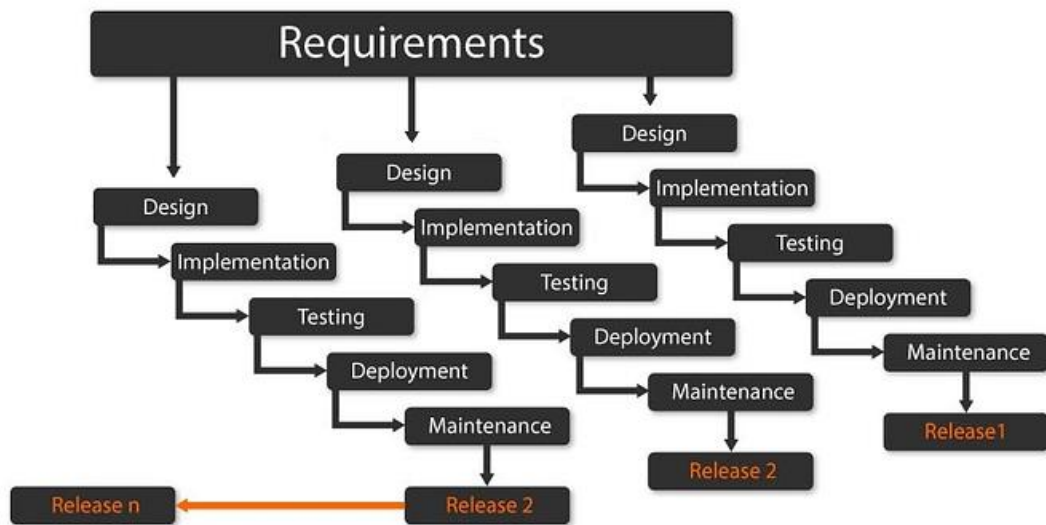 Requirements
Design
Implementation
Testing
Deployment
Maintenance
Release 2
Release n
Design
Implementation
Testing
Deployment
Maintenance
Release 2
Design
Implementation
Testing
Deployment
Maintenance
Release1